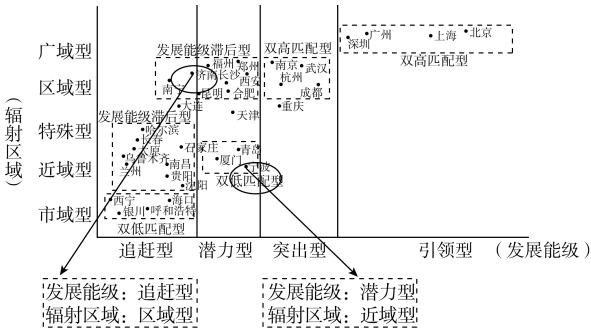 广域型
区域型
特殊型
近域型
市域型
(辐射区域)
发展能级滞后型
福州
郑州
济南
长沙
西安
南宁
昆明
合肥
大连
天津
双高匹配型
南京
武汉
杭州
成都
重庆
广州
深圳
上海
北京
双高匹配型
发展能级滞后型
哈尔滨
长春
太原
乌鲁木齐
兰州
石家庄
南昌
贵阳
沈阳
青岛
厦门
宁波
双低匹配型
西宁
海口
银川
呼和浩特
双低匹配型
追赶型
潜力型
突出型
引领型
(发展能级)
发展能级：追赶型
辐射区域：区域型
发展能级：潜力型
辐射区域：近域型